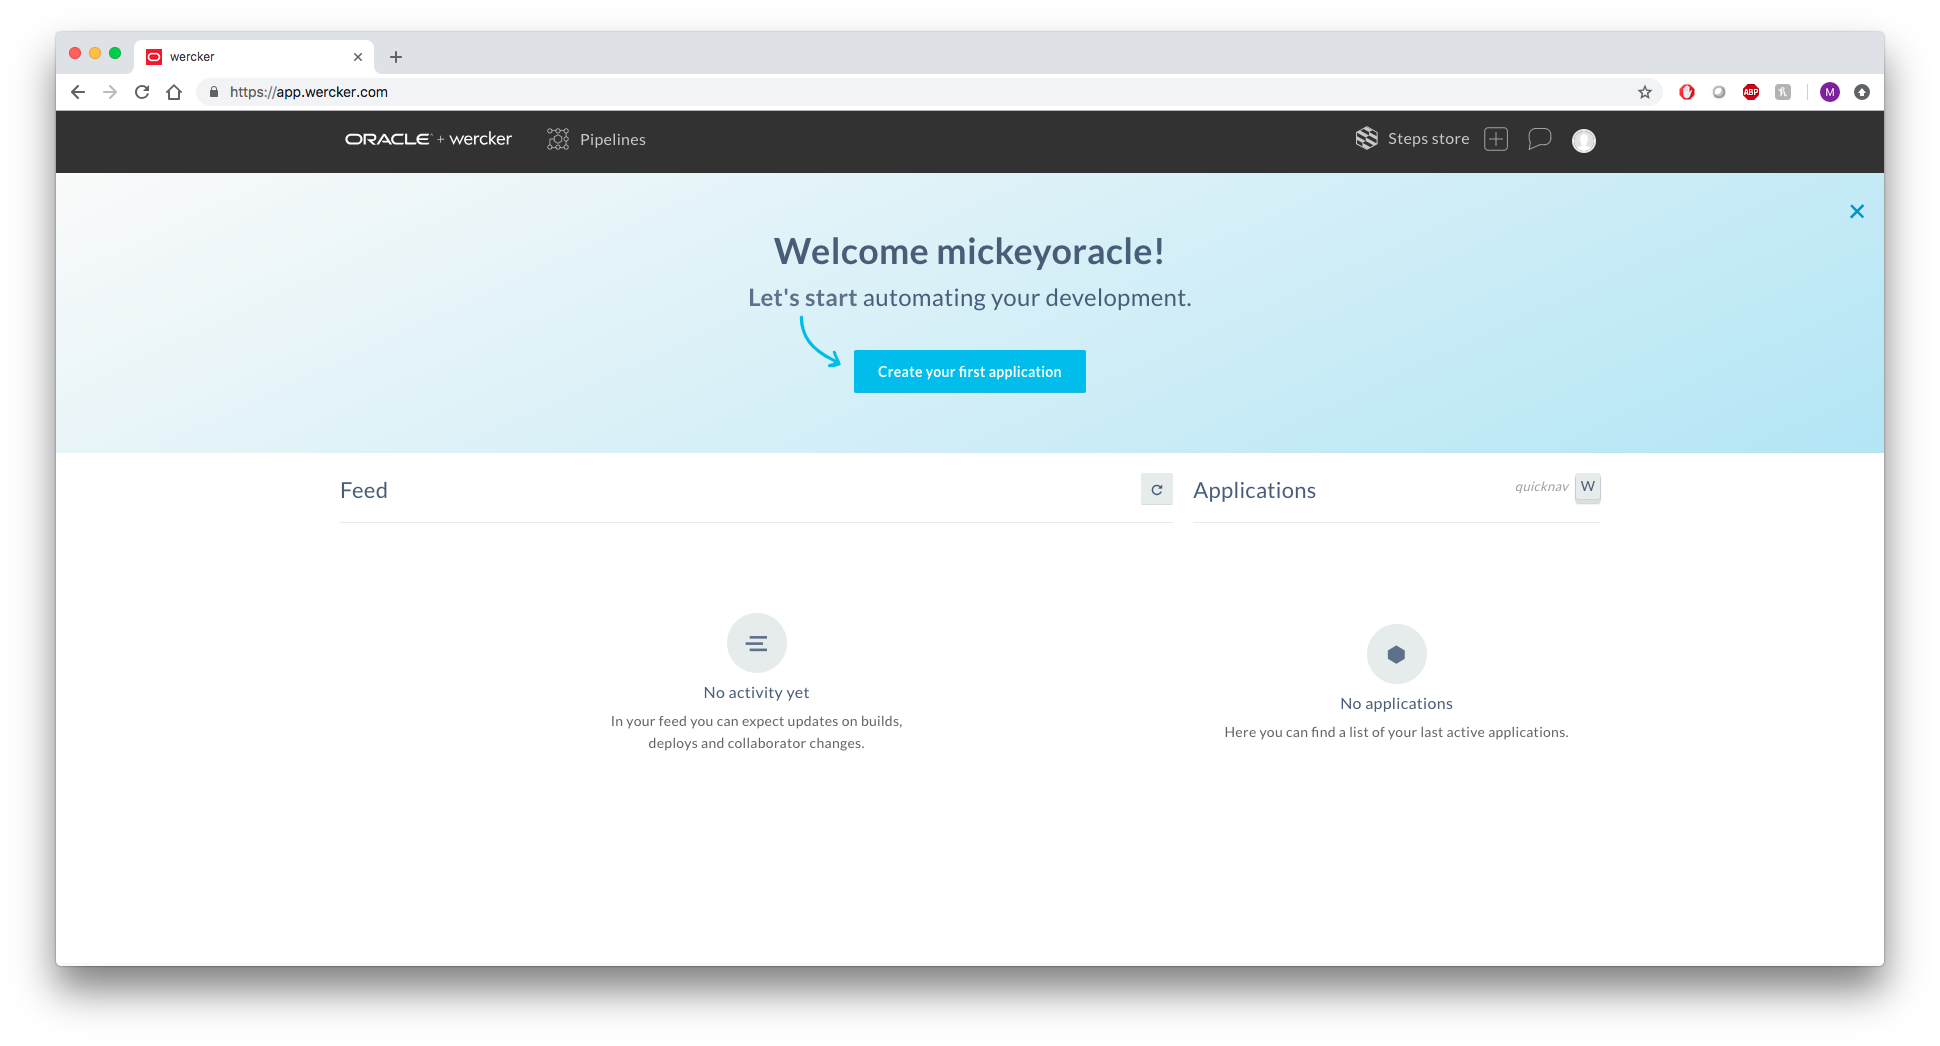 wercker
https://app.wercker.com
ABP
M
ORACLE + wercker
Pipelines
Steps store
Welcome mickeyoracle!
Let's start automating your development.
Create your first application
Feed
Applications
quicknav W
No activity yet
In your feed you can expect updates on builds,
deploys and collaborator changes.
No applications
Here you can find a list of your last active applications.